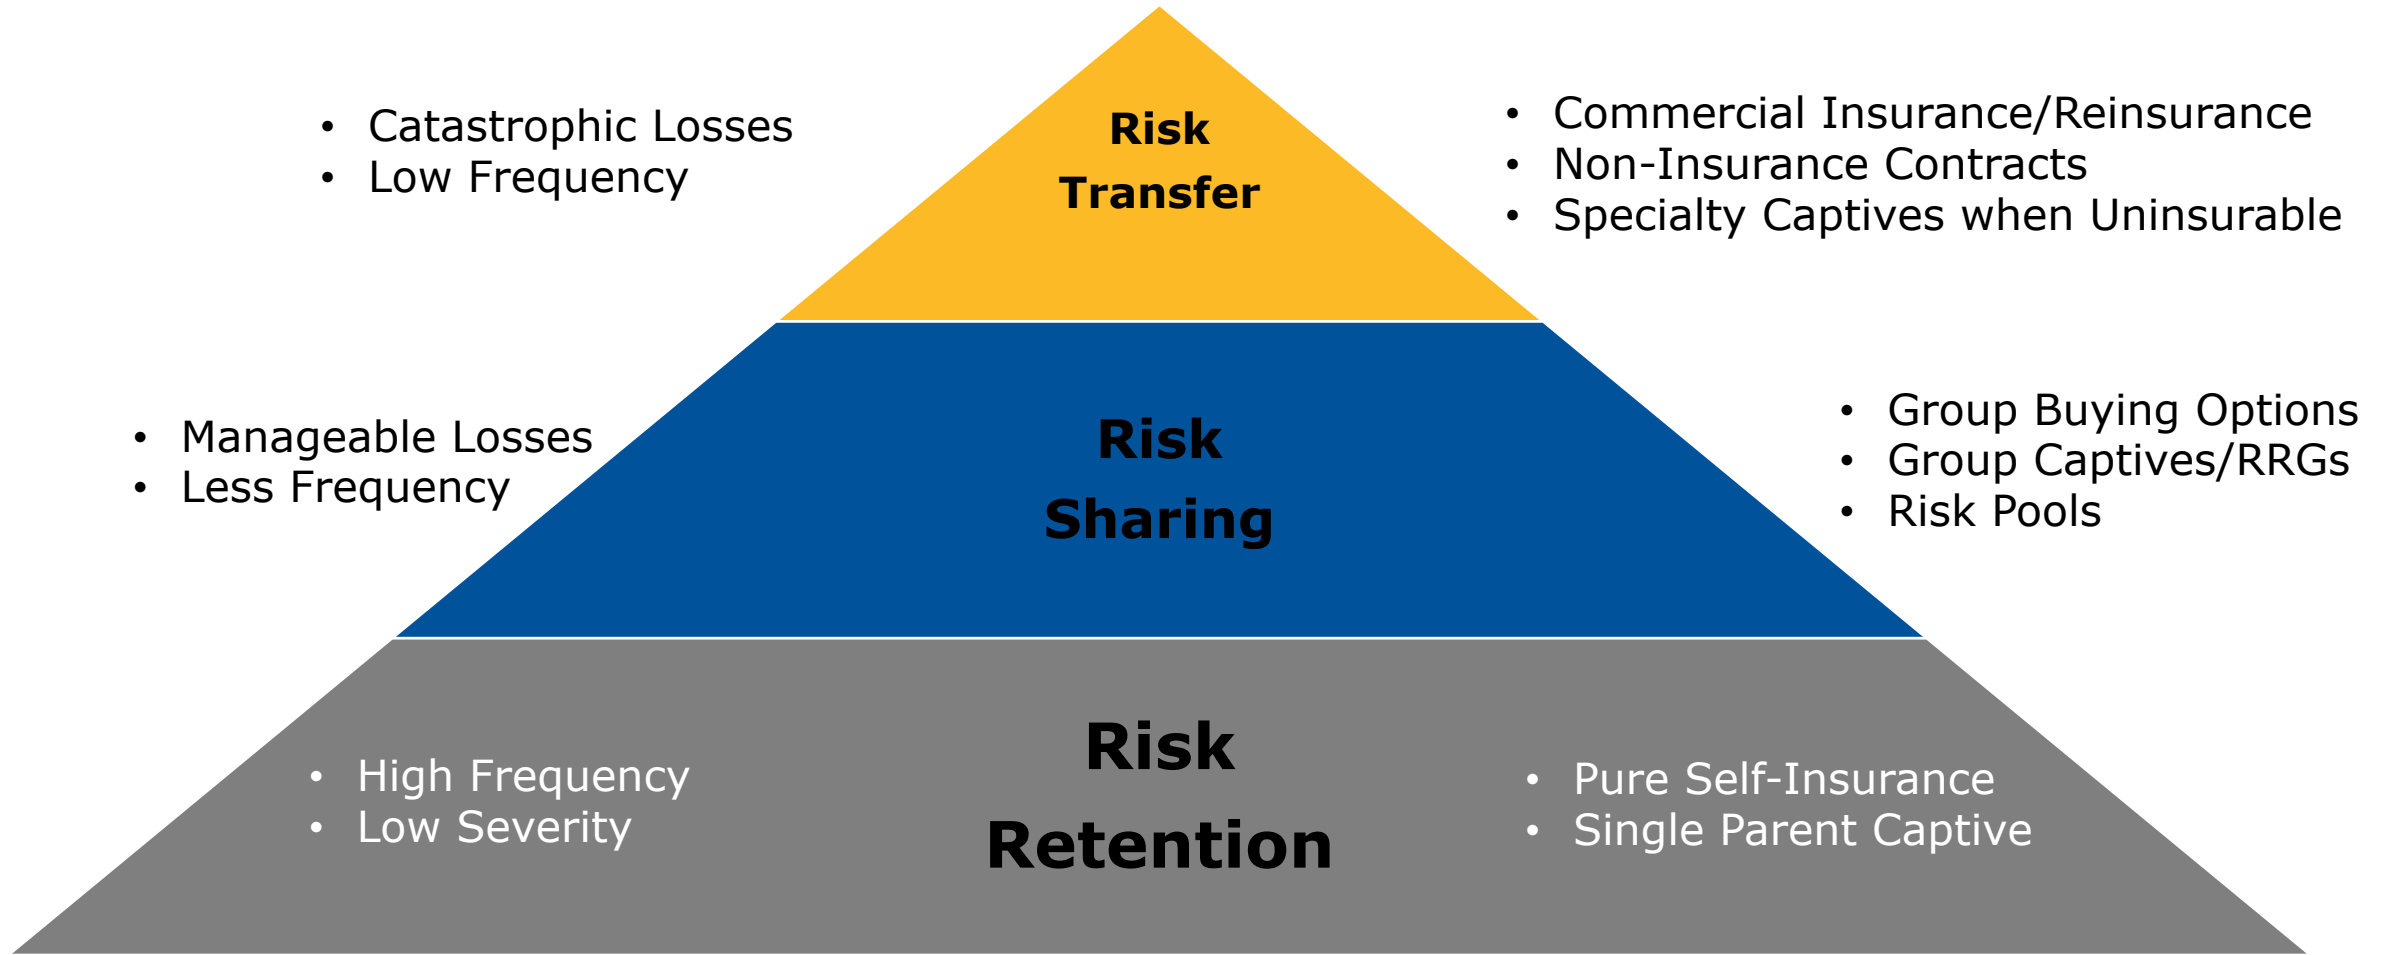 • Catastrophic Losses
• Low Frequency
Risk
Transfer
• Commercial Insurance/Reinsurance
• Non-Insurance Contracts
• Specialty Captives when Uninsurable
• Manageable Losses
• Less Frequency
Risk
Sharing
• Group Buying Options
• Group Captives/RRGs
• Risk Pools
• High Frequency
• Low Severity
Risk
Retention
• Pure Self-Insurance
• Single Parent Captive